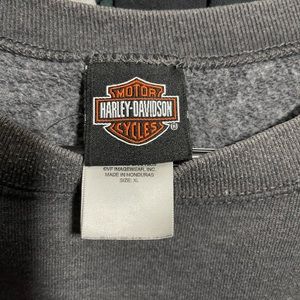 MOTOR
HARLEY-DAVIDSON
CYCLES
®
©VF IMAGEWEAR, INC.
MADE IN HONDURAS
SIZE: XL